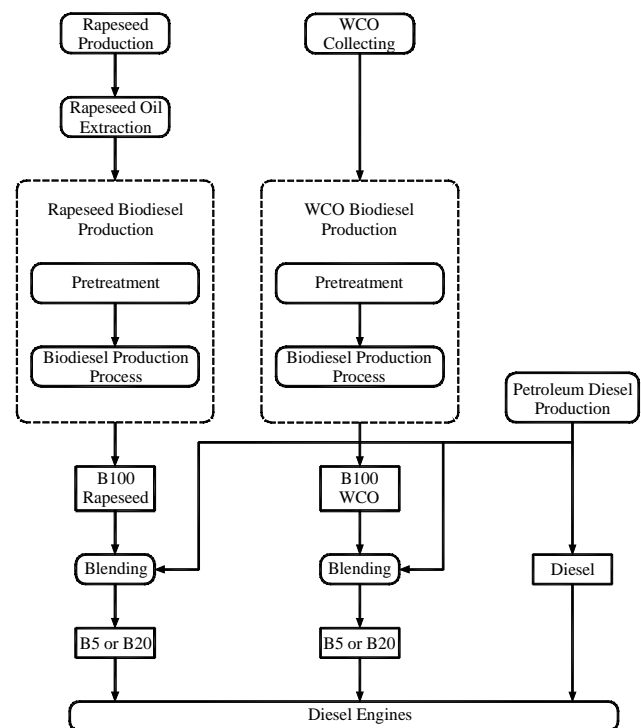 Rapeseed
Production
WCO
Collecting
Rapeseed Oil
Extraction
Rapeseed Biodiesel
Production
WCO Biodiesel
Production
Pretreatment
Pretreatment
Biodiesel Production
Process
Biodiesel Production
Process
Petroleum Diesel
Production
B100
Rapeseed
B100
WCO
Blending
Blending
Diesel
B5 or B20
B5 or B20
Diesel Engines